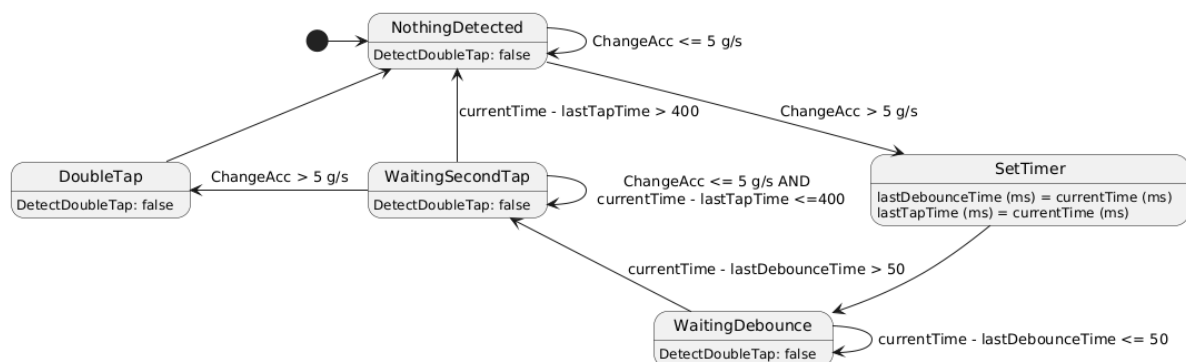 NothingDetected
DetectDoubleTap: false
ChangeAcc <= 5 g/s
currentTime - lastTapTime > 400
ChangeAcc > 5 g/s
DoubleTap
DetectDoubleTap: false
ChangeAcc > 5 g/s
WaitingSecondTap
DetectDoubleTap: false
ChangeAcc <= 5 g/s AND
currentTime - lastTapTime <=400
SetTimer
lastDebounceTime (ms) = currentTime (ms)
lastTapTime (ms) = currentTime (ms)
currentTime - lastDebounceTime > 50
WaitingDebounce
DetectDoubleTap: false
currentTime - lastDebounceTime <= 50